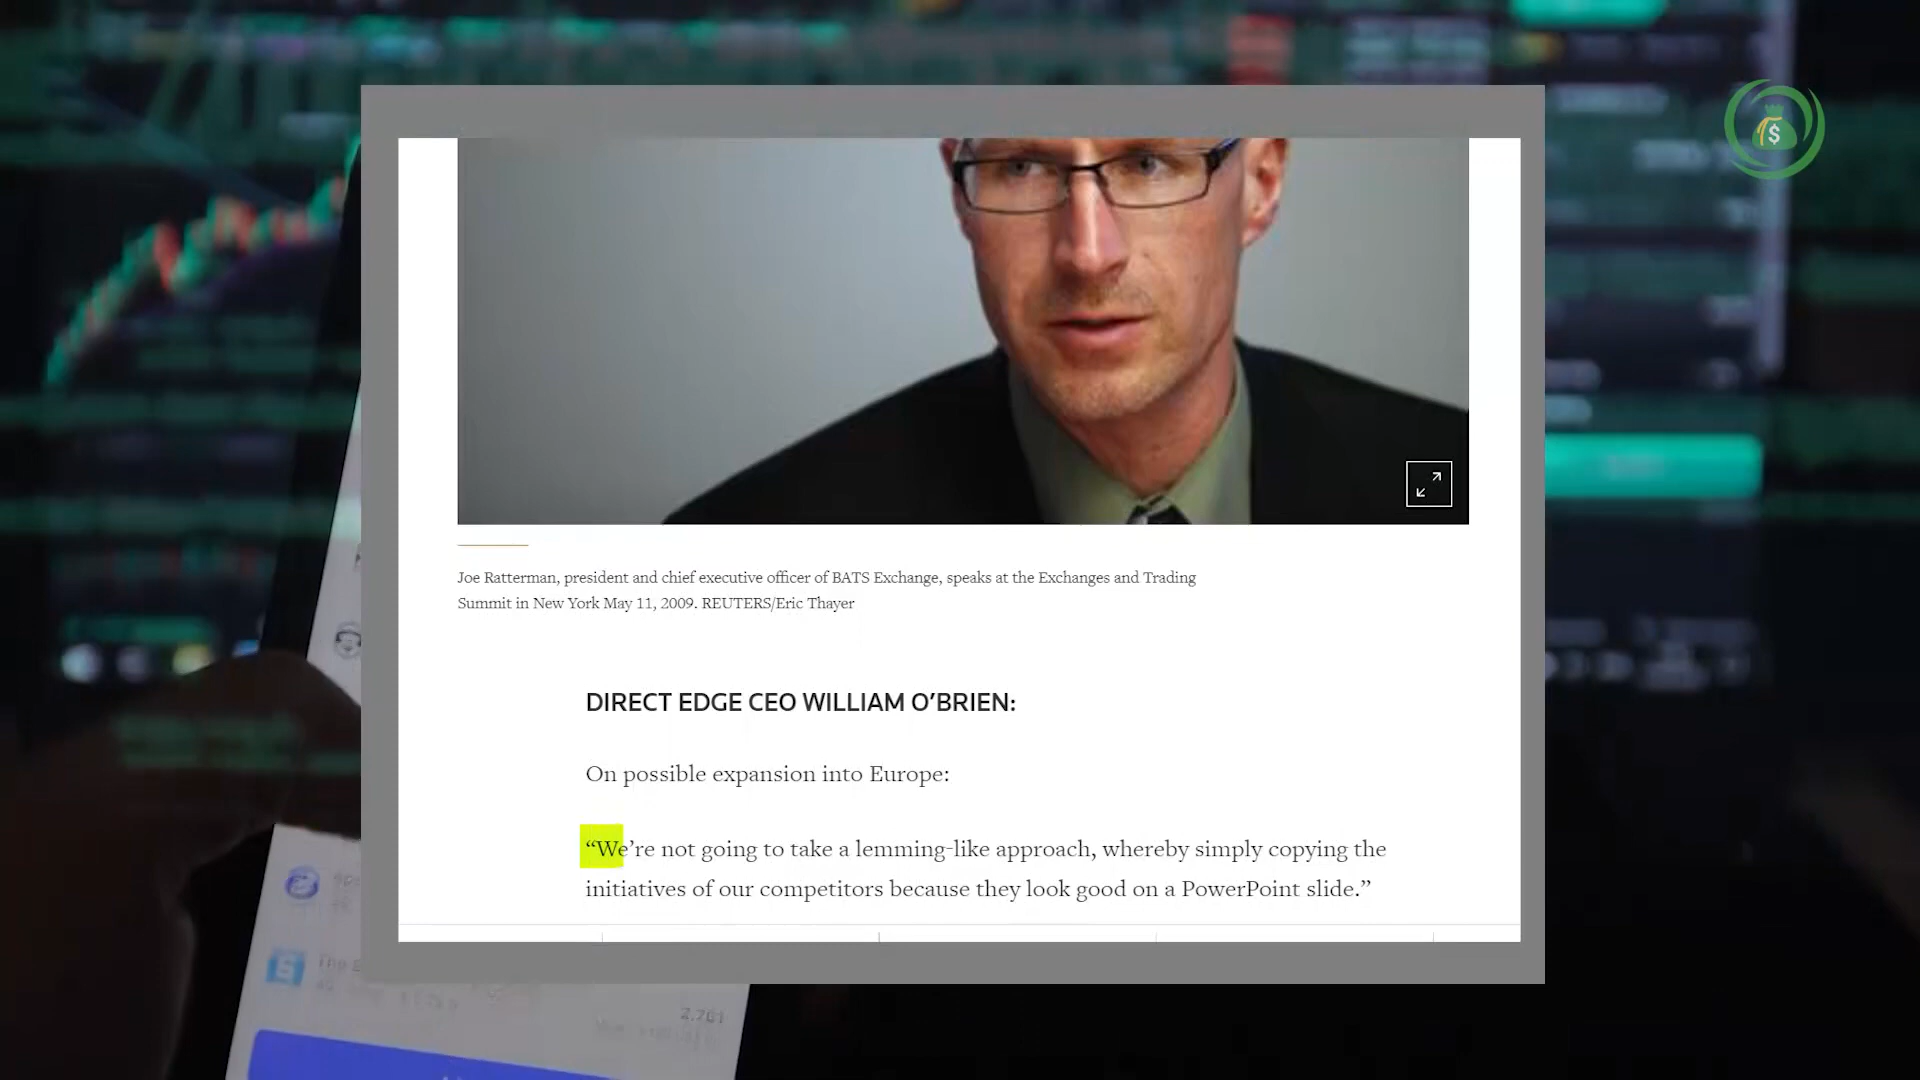 Joe Ratterman, president and chief executive officer of BATS Exchange, speaks at the Exchanges and Trading
Summit in New York May 11, 2009. REUTERS/Eric Thayer
DIRECT EDGE CEO WILLIAM O’BRIEN:
On possible expansion into Europe:
“We’re not going to take a lemming-like approach, whereby simply copying the
initiatives of our competitors because they look good on a PowerPoint slide.”
$
2,761